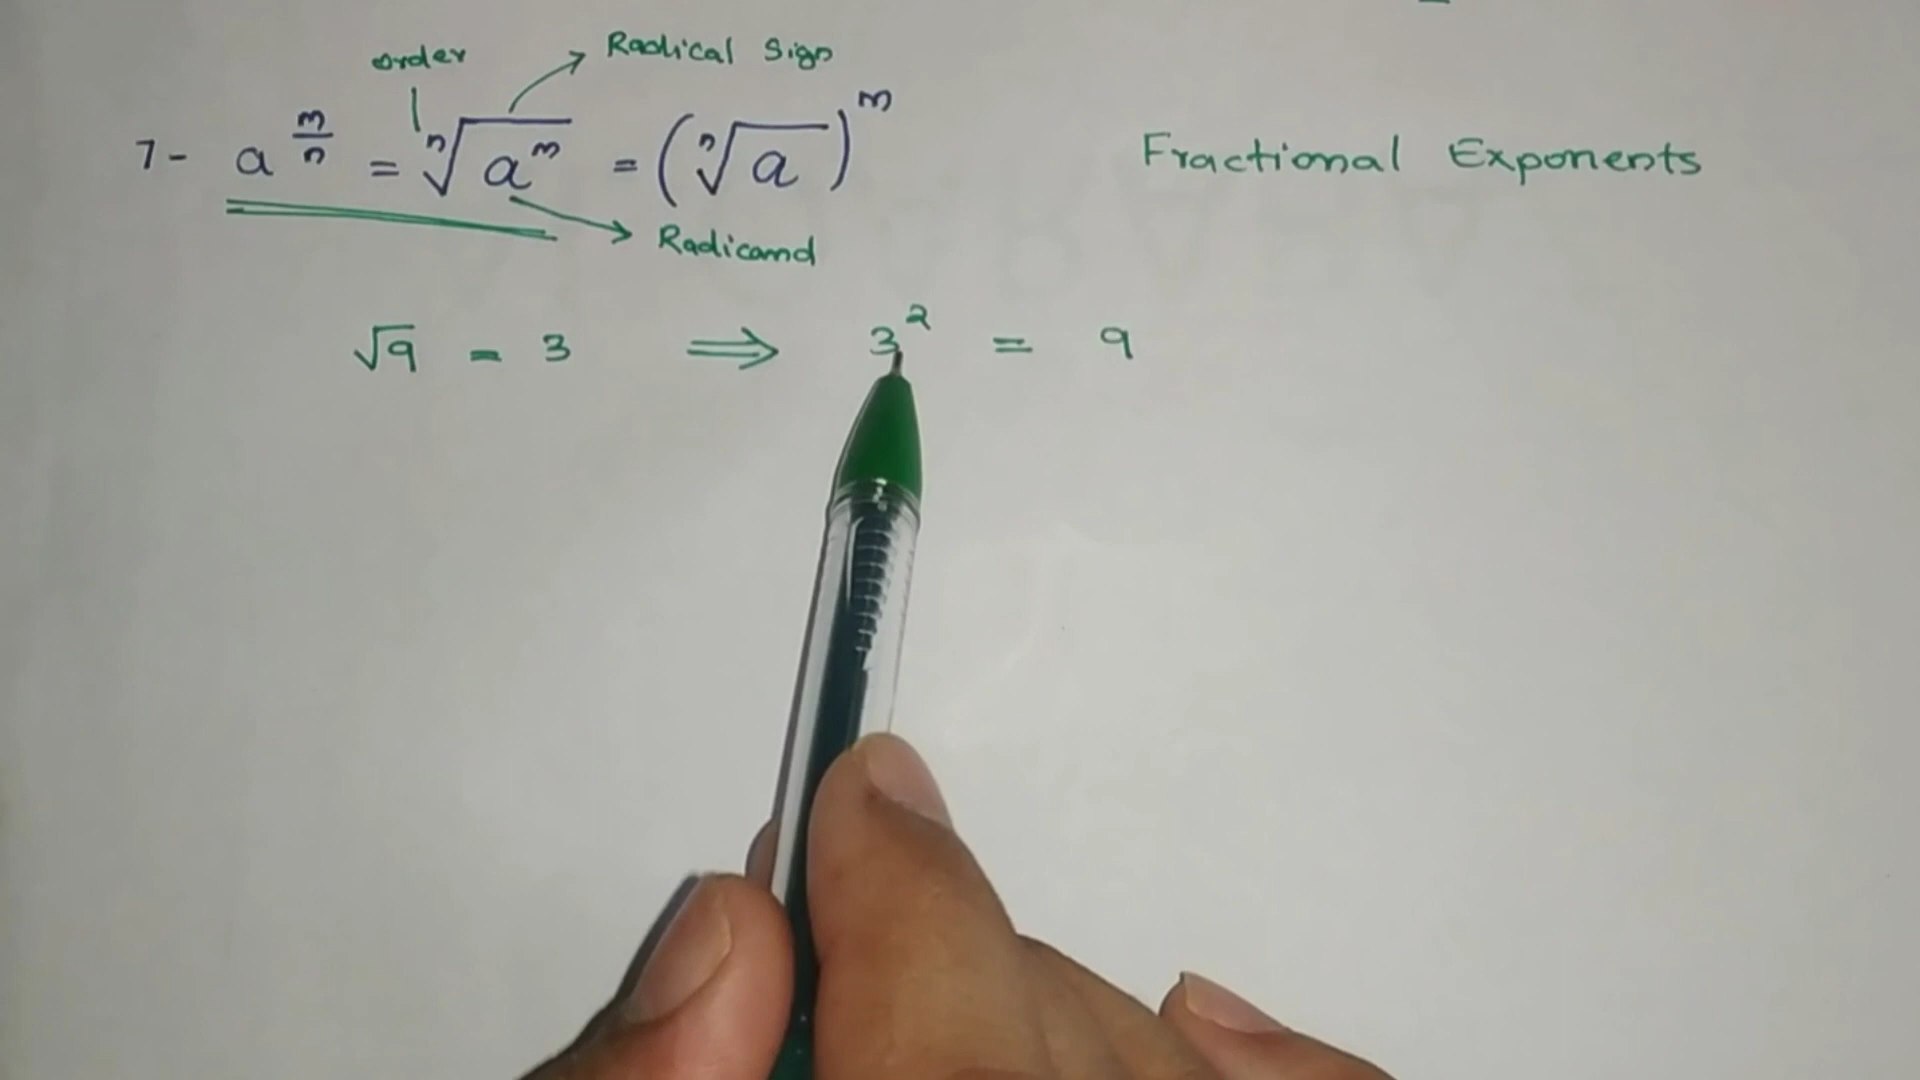 order Radical Sign
7- a^(m/n) = ⁿ√(a^m) = (ⁿ√a)^m Fractional Exponents
Radicand
√9 = 3 ⟹ 3² = 9